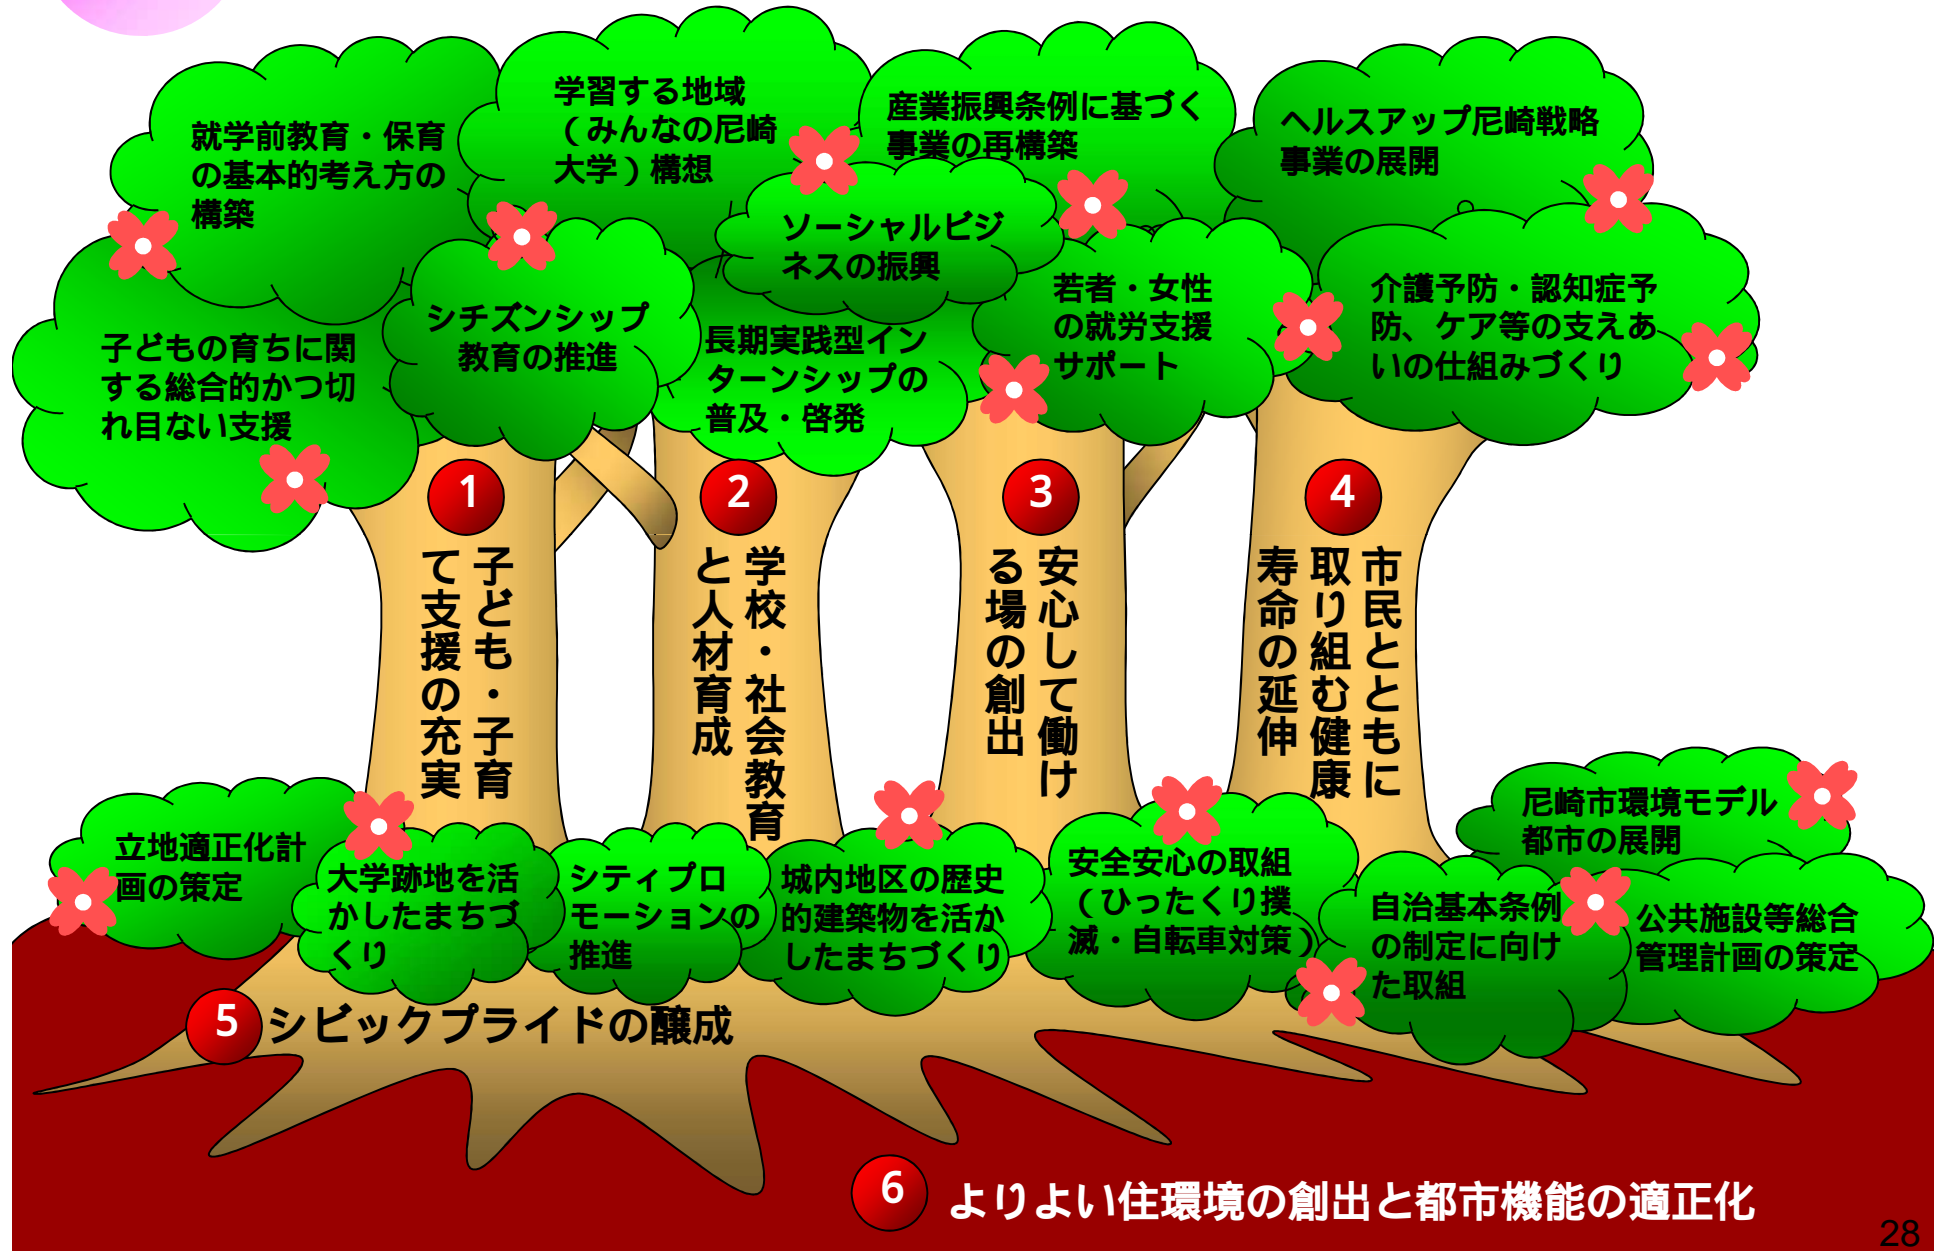 就学前教育・保育
の基本的考え方の
構築
学習する地域
（みんなの尼崎
大学）構想
産業振興条例に基づく
事業の再構築
ヘルスアップ尼崎戦略
事業の展開
子どもの育ちに関
する総合的かつ切
れ目ない支援
シチズンシップ
教育の推進
ソーシャルビジ
ネスの振興
長期実践型イン
ターンシップの
普及・啓発
若者・女性
の就労支援
サポート
介護予防・認知症予
防、ケア等の支えあ
いの仕組みづくり
1
子ども・子育
て支援の充実
2
学校・社会教育
と人材育成
3
安心して働け
る場の創出
4
市民とともに
取り組む健康
寿命の延伸
立地適正化計
画の策定
大学跡地を活
かしたまちづ
くり
シティプロ
モーションの
推進
城内地区の歴史
的建築物を活か
したまちづくり
安全安心の取組
（ひったくり撲
滅・自転車対策）
自治基本条例
の制定に向け
た取組
尼崎市環境モデル
都市の展開
公共施設等総合
管理計画の策定
5
シビックプライドの醸成
6
よりよい住環境の創出と都市機能の適正化
28